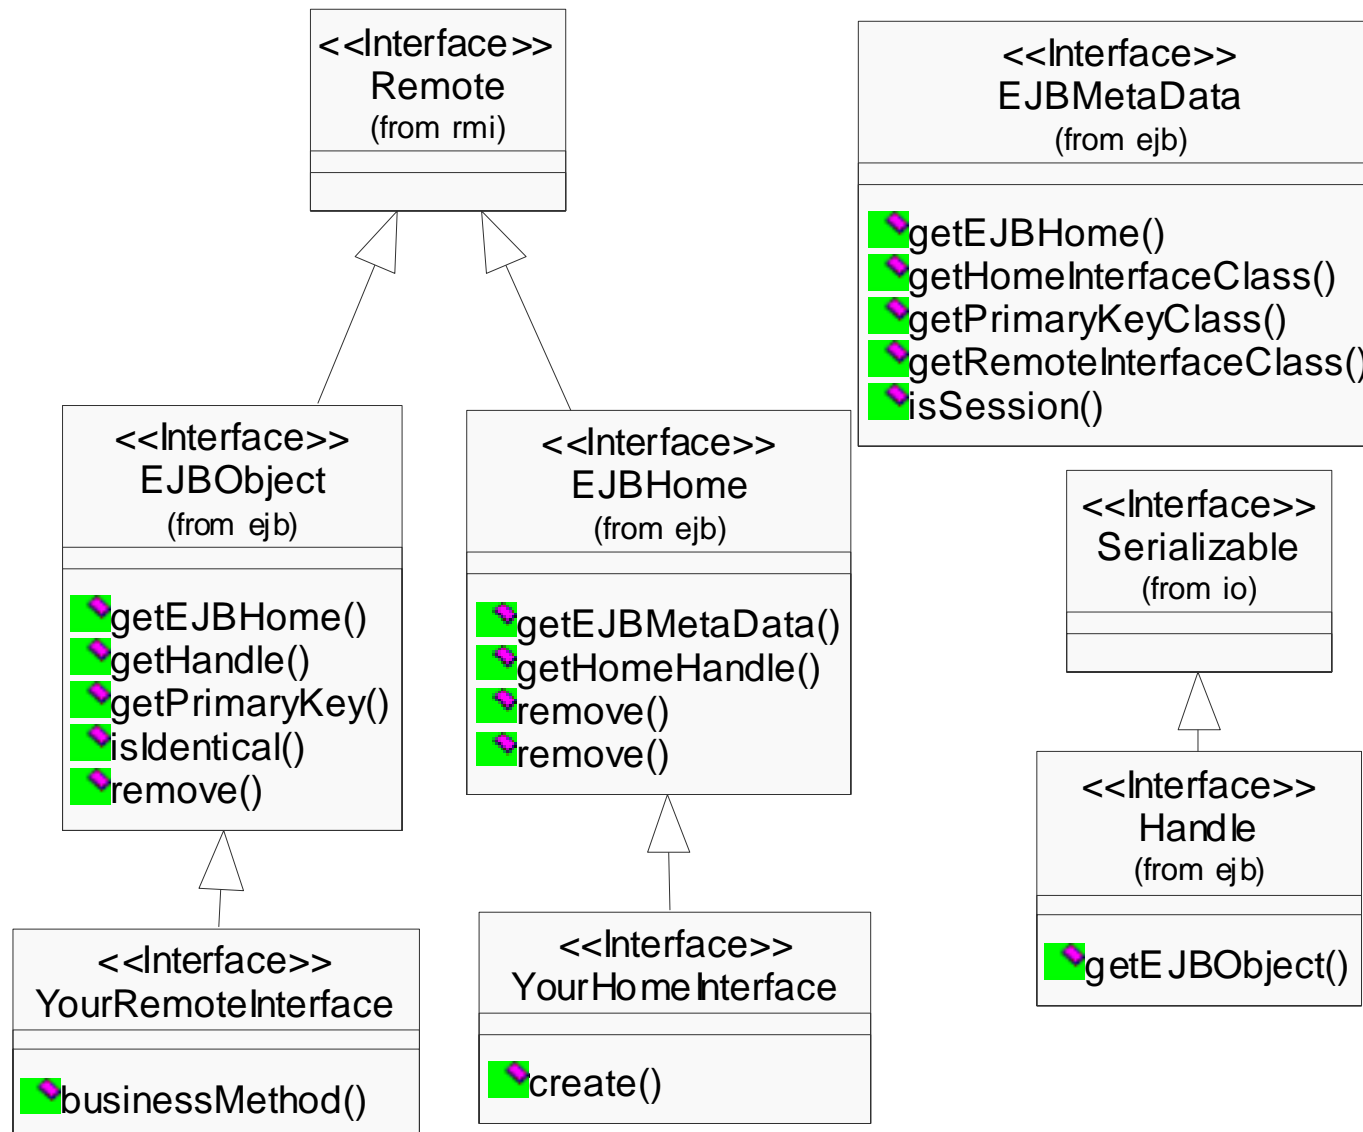 <<Interface>>
Remote
(from rmi)
<<Interface>>
EJBMetaData
(from ejb)
getEJBHome()
getHomeInterfaceClass()
getPrimaryKeyClass()
getRemoteInterfaceClass()
isSession()
<<Interface>>
EJBObject
(from ejb)
getEJBHome()
getHandle()
getPrimaryKey()
isIdentical()
remove()
<<Interface>>
EJBHome
(from ejb)
getEJBMetaData()
getHomeHandle()
remove()
remove()
<<Interface>>
Serializable
(from io)
<<Interface>>
Handle
(from ejb)
getEJBObject()
<<Interface>>
YourRemoteInterface
businessMethod()
<<Interface>>
YourHomeInterface
create()